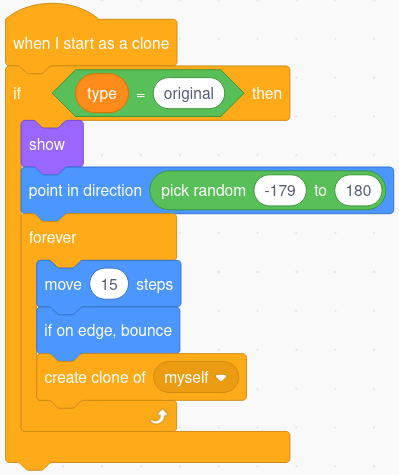 when I start as a clone
if type = original then
show
point in direction pick random -179 to 180
forever
move 15 steps
if on edge, bounce
create clone of myself